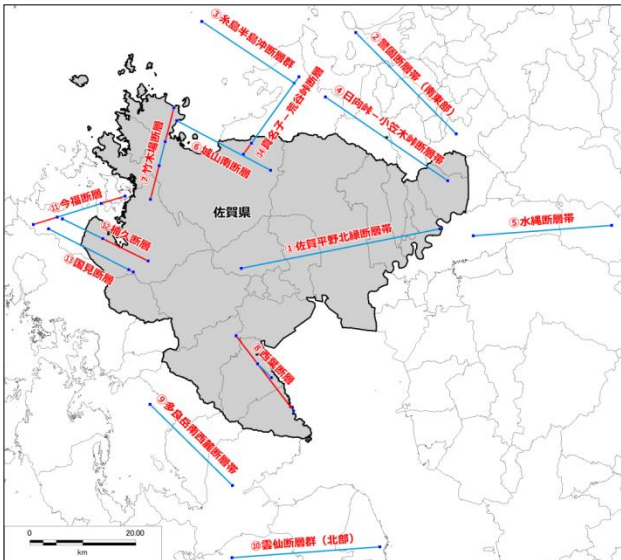 ③糸島半島沖断層群
②警固断層帯（南東部）
⑭真名子－荒谷峠断層
④日向峠－小笠木峠断層帯
⑦竹木場断層
⑥城山南断層
佐賀県
⑪今福断層
⑫楠久断層
⑬国見断層
①佐賀平野北縁断層帯
⑤水縄断層帯
⑧西葉断層
⑨多良岳南西麓断層帯
⑩雲仙断層群（北部）
0 20.00
km